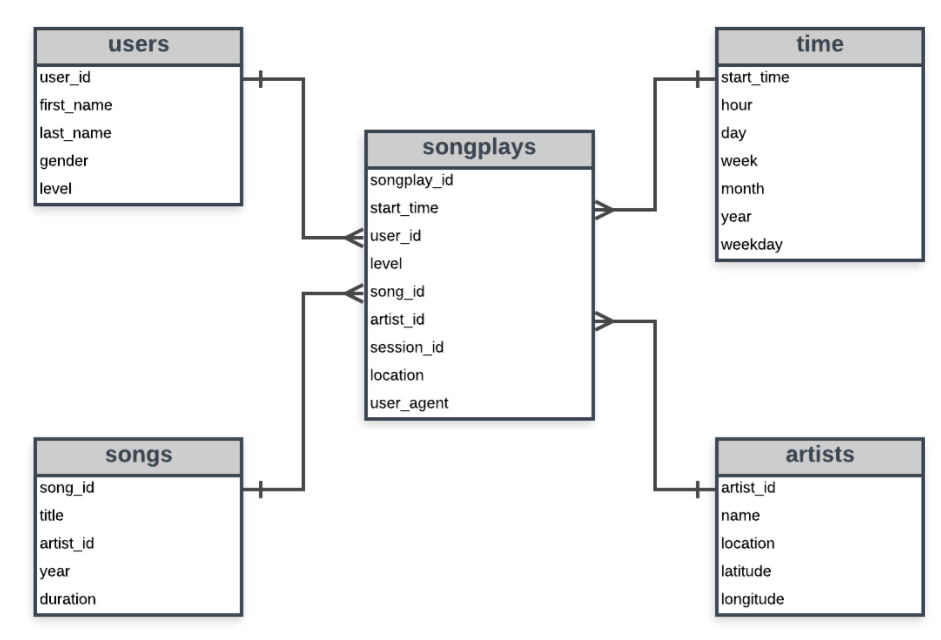 users
user_id
first_name
last_name
gender
level
time
start_time
hour
day
week
month
year
weekday
songplays
songplay_id
start_time
user_id
level
song_id
artist_id
session_id
location
user_agent
songs
song_id
title
artist_id
year
duration
artists
artist_id
name
location
latitude
longitude